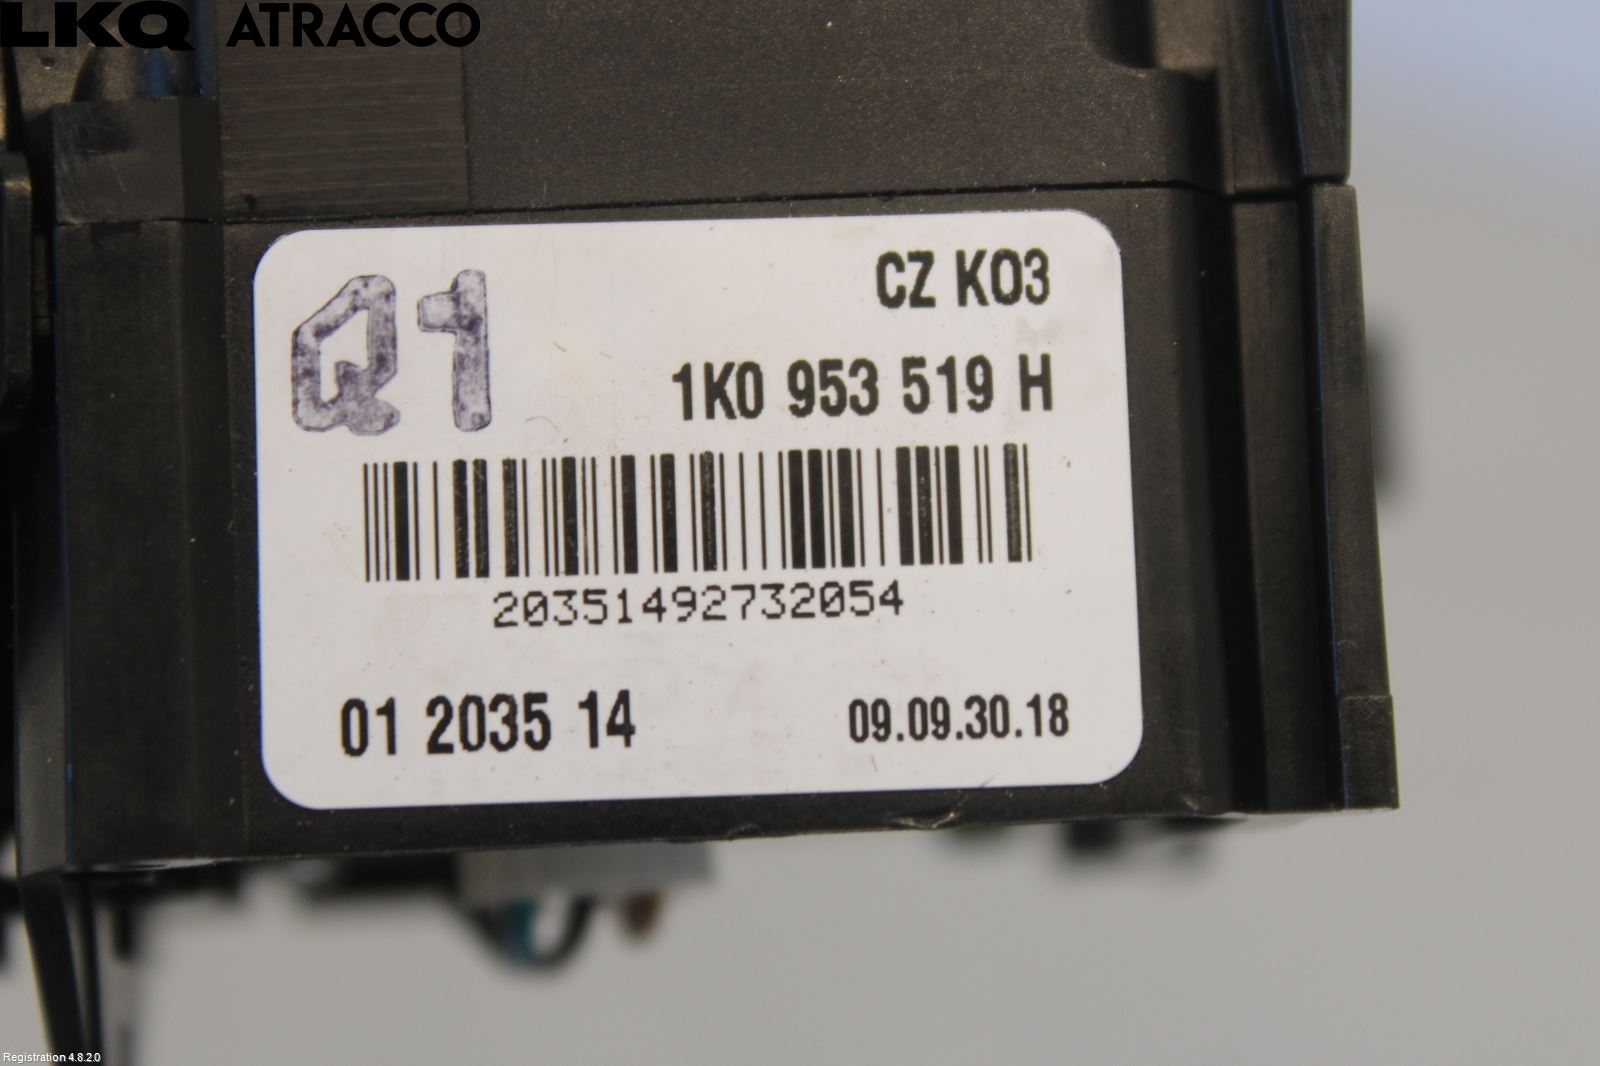 LKQ ATRACCO
Q1
CZ K03
1K0 953 519 H
20351492732054
01 2035 14
09.09.30.18
Registration 4.8.2.0